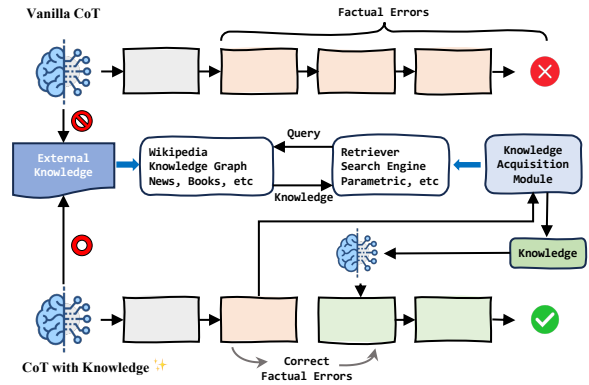 Vanilla CoT
Factual Errors
External
Knowledge
Wikipedia
Knowledge Graph
News, Books, etc
Query
Knowledge
Retriever
Search Engine
Parametric, etc
Knowledge
Acquisition
Module
Knowledge
CoT with Knowledge ✨
Correct
Factual Errors